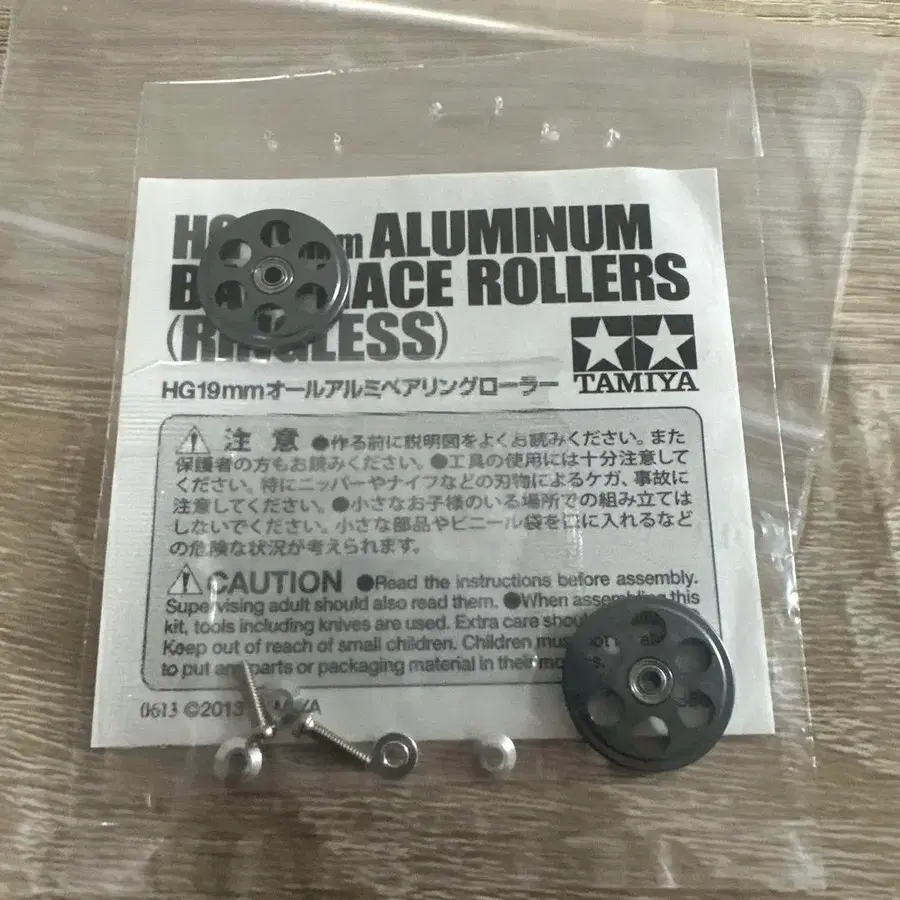 ALUMINUM
ROLLERS
TAMIYA
HG19mmオールアルミベアリングローラー
注意 ●作る前に説明図をよくお読みください。また
保護者の方もお読みください。●工具の使用には十分注意して
ください。特にニッパーやナイフなどの刃物によるケガ、事故に
注意してください。●小さなお子様のいる場所での組み立ては
しないでください。小さな部品やビニール袋を口に入れるなど
の危険な状況が考えられます。
CAUTION ●Read the instructions before assembly.
Supervising adult should also read them. ●When assembling this
kit, tools including knives are used. Extra care
Keep out of reach of small children. Children
to put any parts or packaging material in their
0613 ©2013